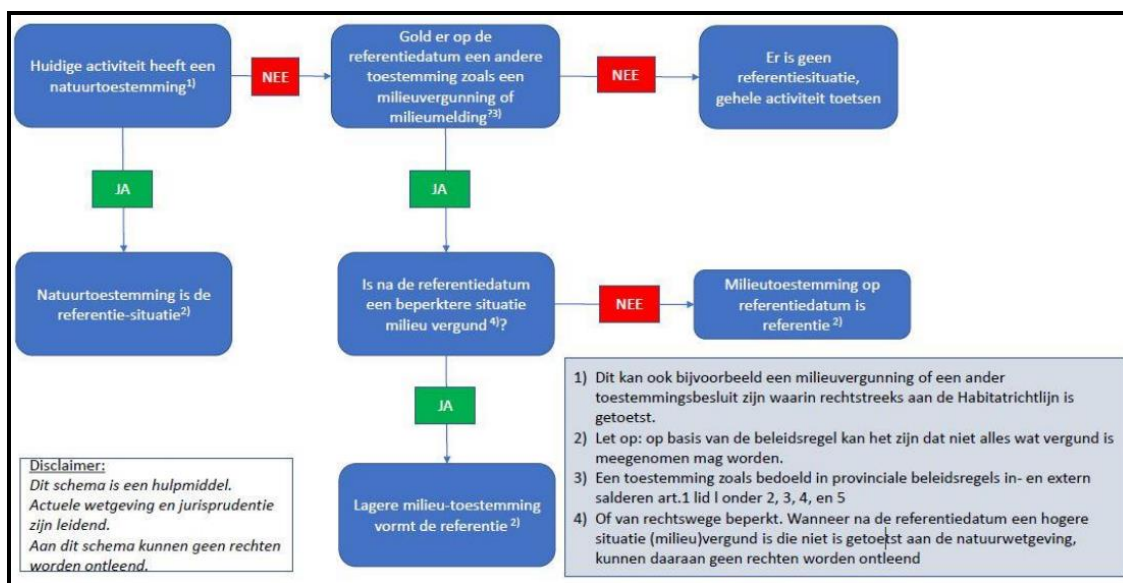 Huidige activiteit heeft een
natuurtoestemming1)
NEE
Gold er op de
referentiedatum een andere
toestemming zoals een
milieuvergunning of
milieumelding?3)
NEE
Er is geen
referentiesituatie,
gehele activiteit toetsen
JA
JA
Natuurtoestemming is de
referentie-situatie2)
Is na de referentiedatum
een beperktere situatie
milieu vergund 4)?
NEE
Milieutoestemming op
referentiedatum is
referentie 2)
JA
Lagere milieu-toestemming
vormt de referentie 2)
Disclaimer:
Dit schema is een hulpmiddel.
Actuele wetgeving en jurisprudentie
zijn leidend.
Aan dit schema kunnen geen rechten
worden ontleend.
1) Dit kan ook bijvoorbeeld een milieuvergunning of een ander
toestemmingsbesluit zijn waarin rechtstreeks aan de Habitatrichtlijn is
getoetst.
2) Let op: op basis van de beleidsregel kan het zijn dat niet alles wat vergund is
meegenomen mag worden.
3) Een toestemming zoals bedoeld in provinciale beleidsregels in- en extern
salderen art.1 lid l onder 2, 3, 4, en 5
4) Of van rechtswege beperkt. Wanneer na de referentiedatum een hogere
situatie (milieu)vergund is die niet is getoetst aan de natuurwetgeving,
kunnen daaraan geen rechten worden ontleend